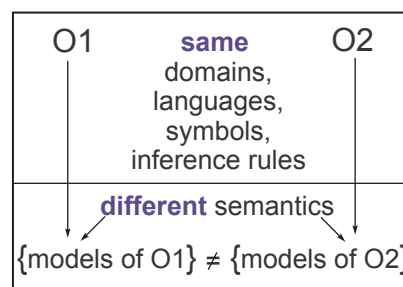 O1 same O2
domains,
languages,
symbols,
inference rules
different semantics
{models of O1} ≠ {models of O2}